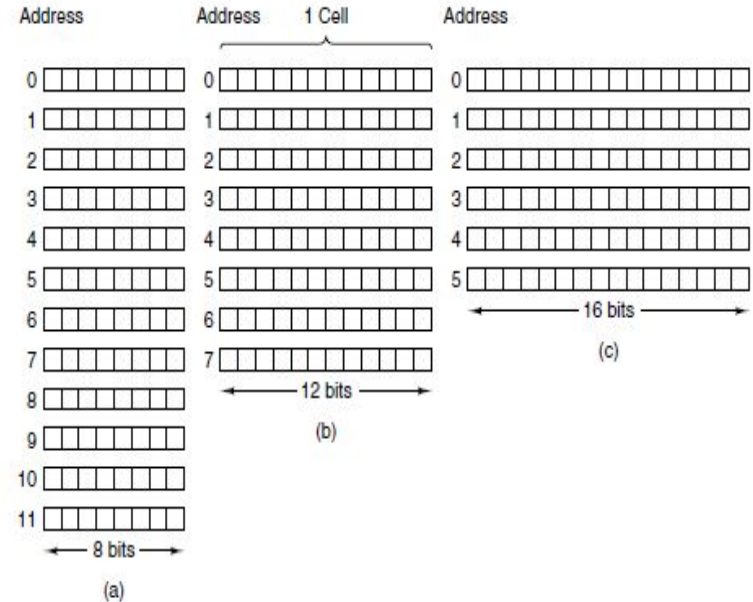 Address Address 1 Cell Address
0 0 0
1 1 1
2 2 2
3 3 3
4 4 4
5 5 5
6 6 16 bits
7 7 (c)
8 12 bits
9 (b)
10
11
8 bits
(a)